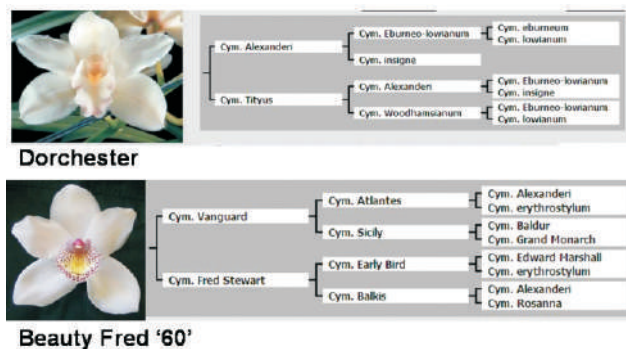 Cym. Alexanderi
Cym. Eburneo-lowianum
Cym. eburneum
Cym. lowianum
Cym. insigne
Cym. Tityus
Cym. Alexanderi
Cym. Eburneo-lowianum
Cym. insigne
Cym. Woodhamsianum
Cym. Eburneo-lowianum
Cym. lowianum
Dorchester
Cym. Vanguard
Cym. Atlantes
Cym. Alexanderi
Cym. erythrostylum
Cym. Sicily
Cym. Baldur
Cym. Grand Monarch
Cym. Fred Stewart
Cym. Early Bird
Cym. Edward Marshall
Cym. erythrostylum
Cym. Balkis
Cym. Alexanderi
Cym. Rosanna
Beauty Fred '60'